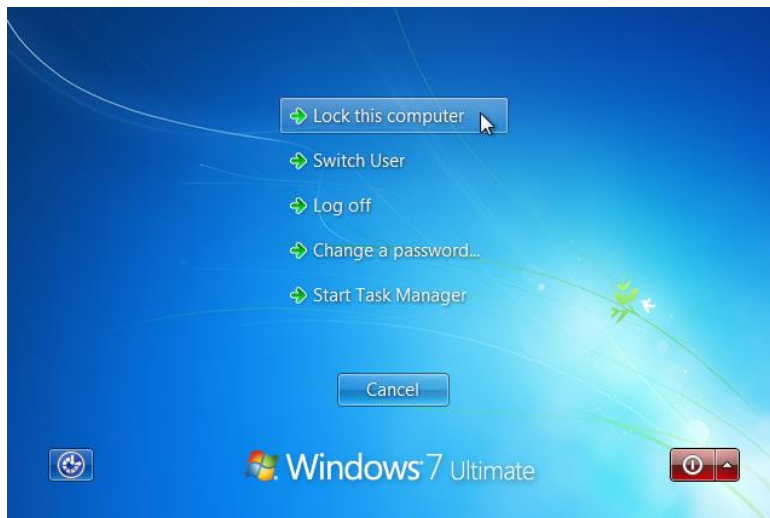 Lock this computer
Switch User
Log off
Change a password...
Start Task Manager
Cancel
Windows 7 Ultimate